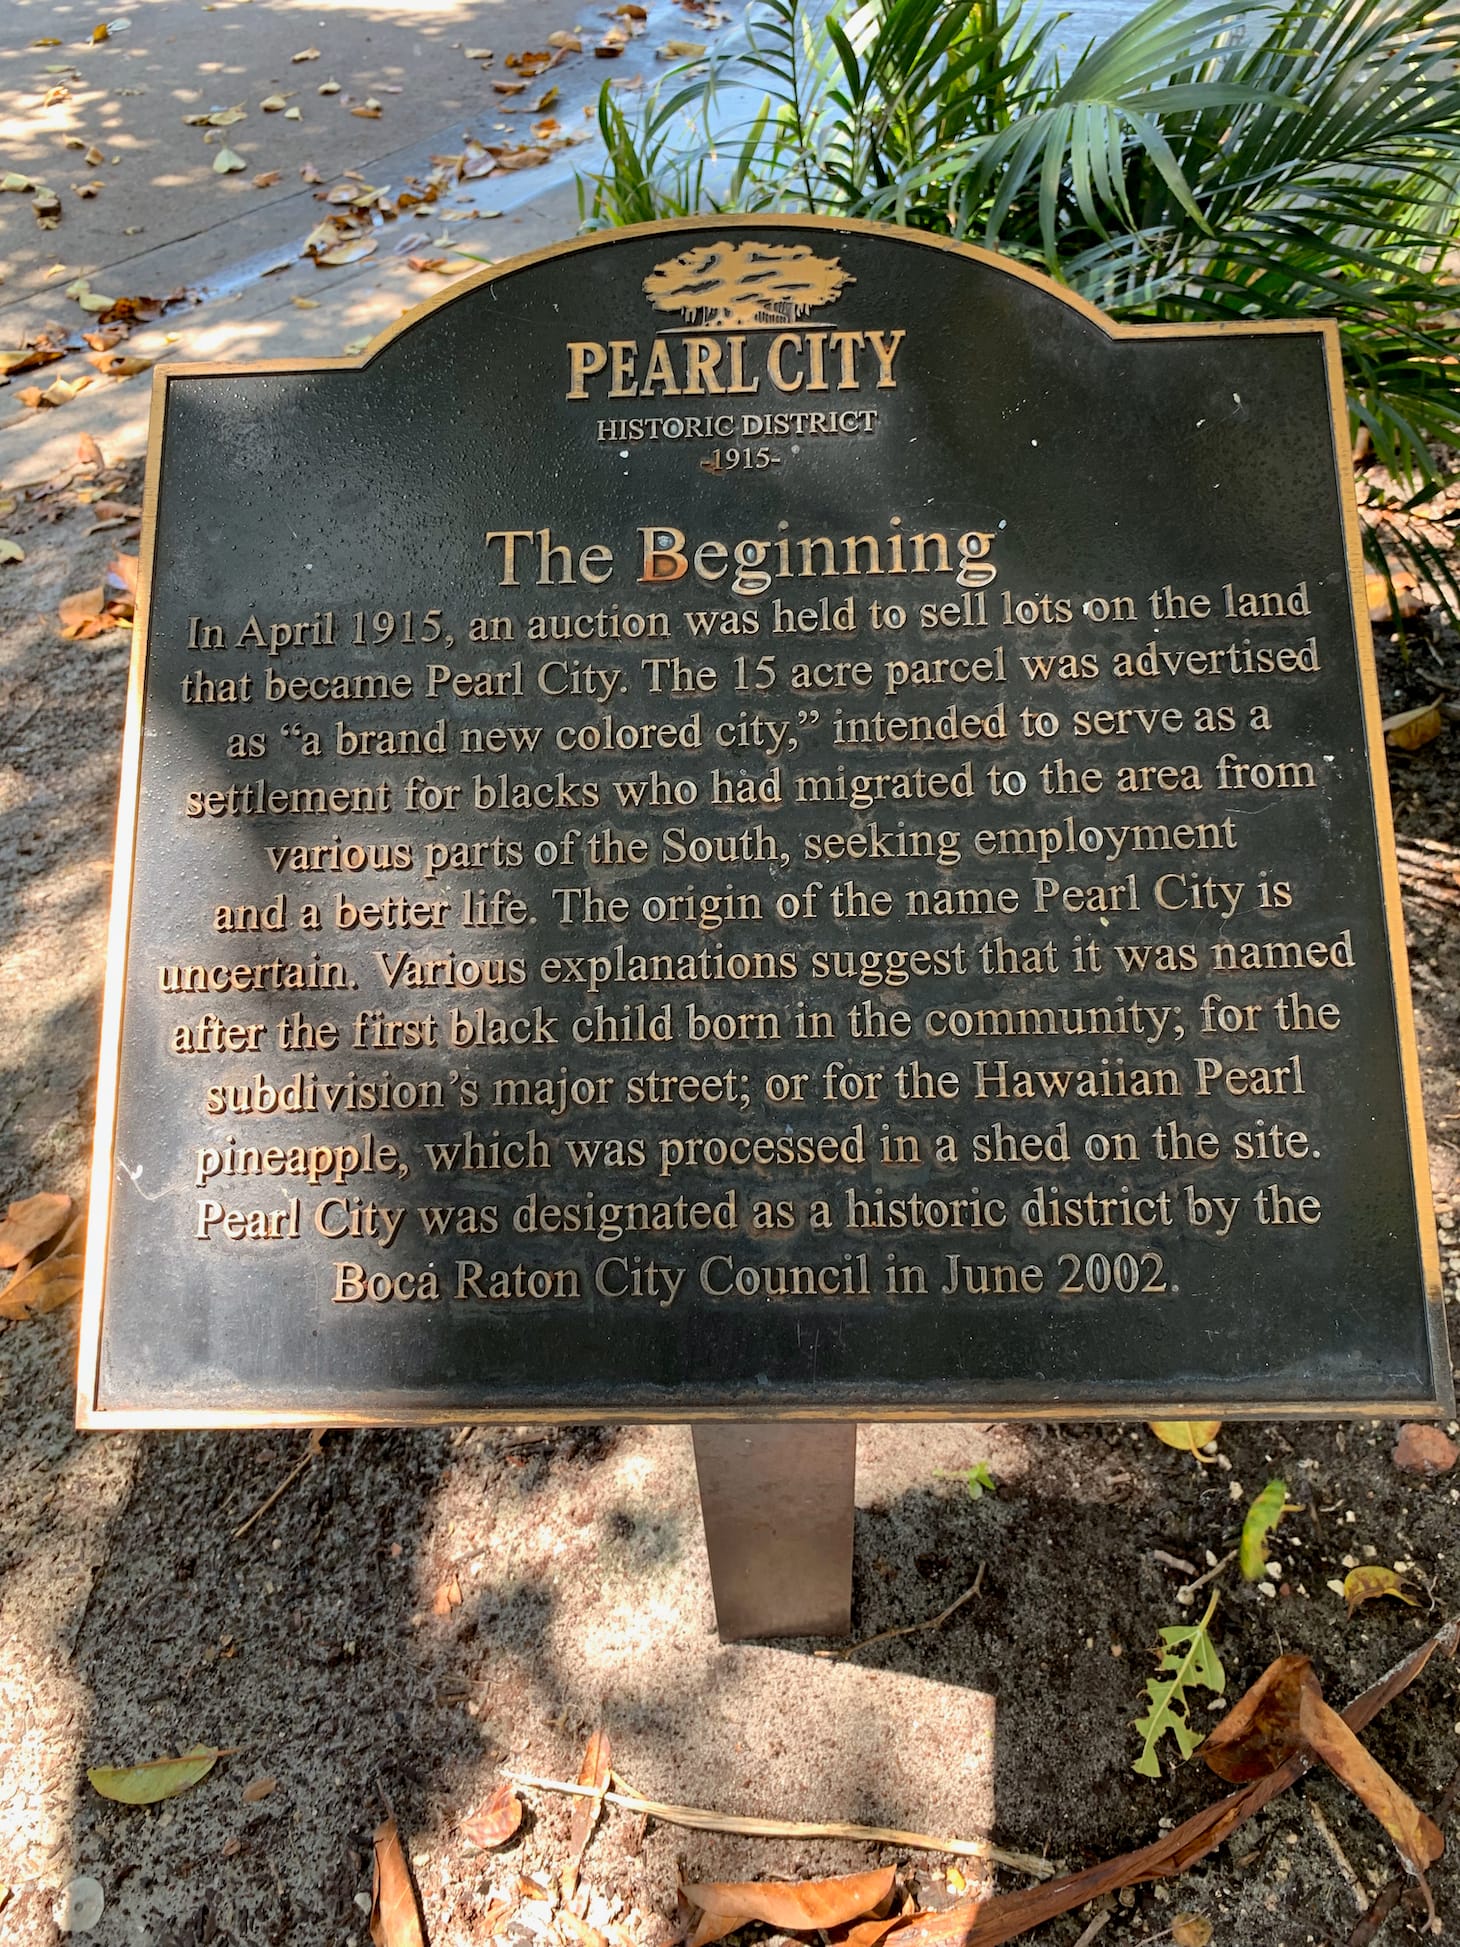 PEARL CITY
HISTORIC DISTRICT
-1915-
The Beginning
In April 1915, an auction was held to sell lots on the land
that became Pearl City. The 15 acre parcel was advertised
as “a brand new colored city,” intended to serve as a
settlement for blacks who had migrated to the area from
various parts of the South, seeking employment
and a better life. The origin of the name Pearl City is
uncertain. Various explanations suggest that it was named
after the first black child born in the community; for the
subdivision’s major street; or for the Hawaiian Pearl
pineapple, which was processed in a shed on the site.
Pearl City was designated as a historic district by the
Boca Raton City Council in June 2002.